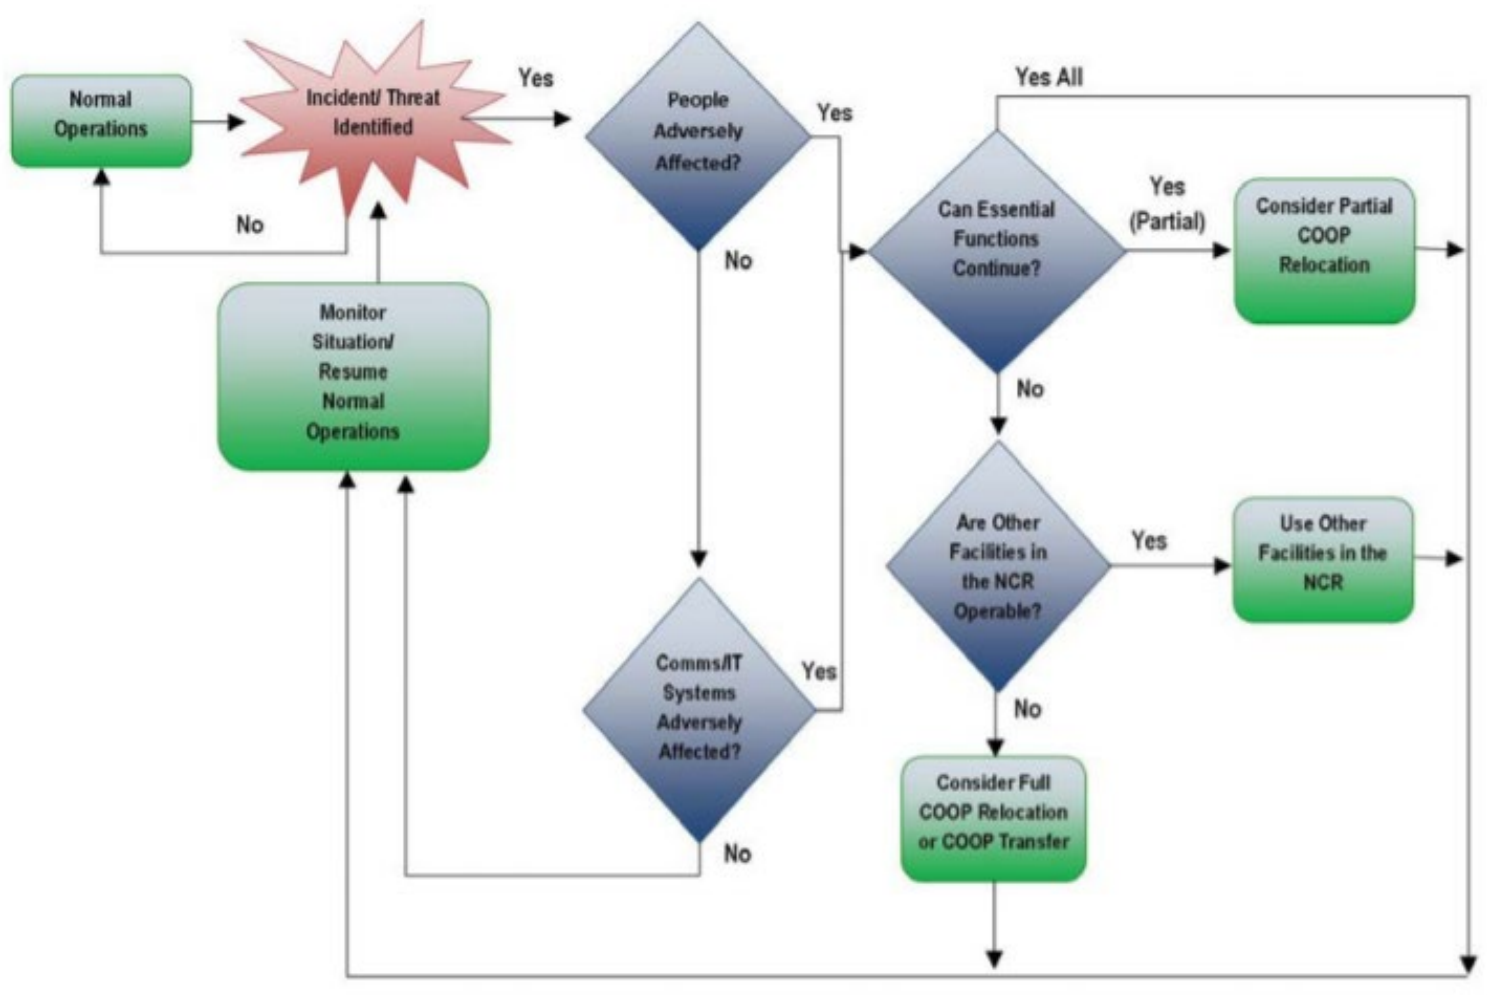 Normal
Operations
Incident/ Threat
Identified
Yes
No
People
Adversely
Affected?
Yes
No
Yes All
Can Essential
Functions
Continue?
Yes
(Partial)
Consider Partial
COOP
Relocation
No
Monitor
Situation/
Resume
Normal
Operations
Are Other
Facilities in
the NCR
Operable?
Yes
Use Other
Facilities in the
NCR
No
Comms/IT
Systems
Adversely
Affected?
Yes
No
Consider Full
COOP Relocation
or COOP Transfer